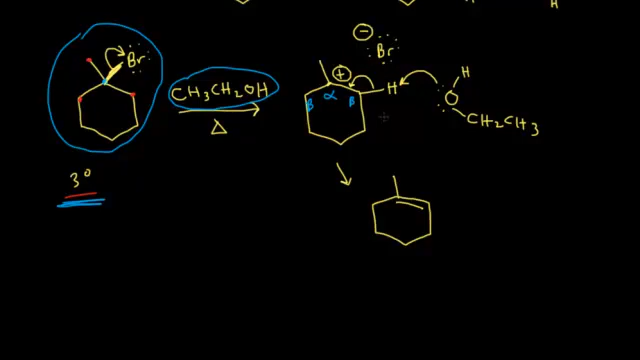 H
Br
CH3CH2OH
Δ
3°
⊖
Br
⊕
β α β
H
H
O
CH2CH3